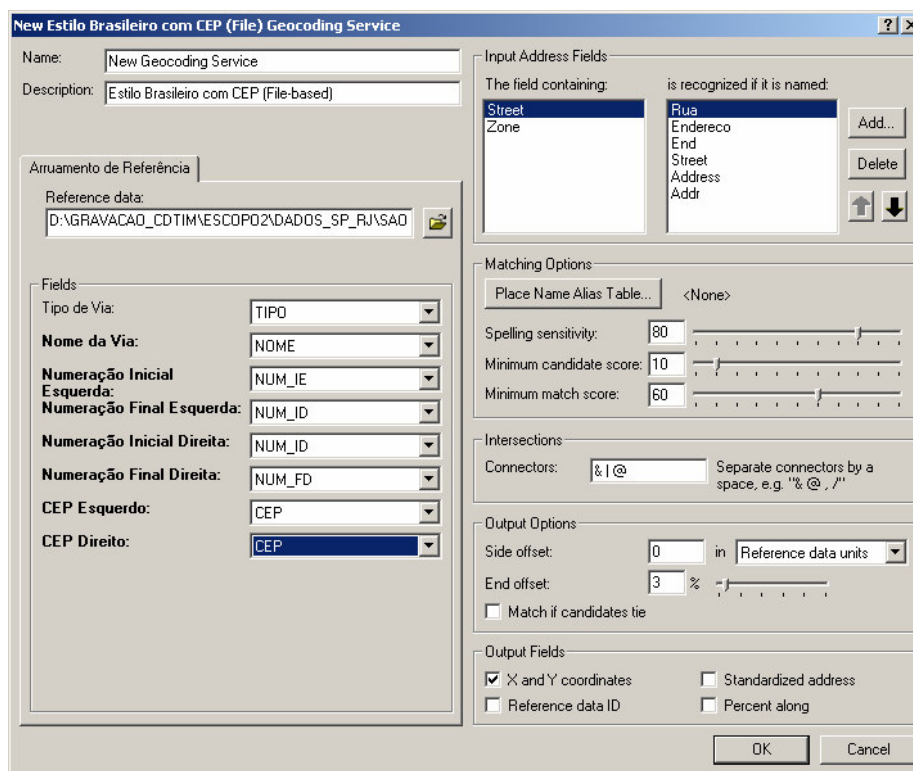 New Estilo Brasileiro com CEP (File) Geocoding Service
Name: New Geocoding Service
Description: Estilo Brasileiro com CEP (File-based)
Arruamento de Referência
Reference data:
D:\GRAVACAO_CDTIM\ESCOPO2\DADOS_SP_RJ\SAO
Fields
Tipo de Via: TIPO
Nome da Via: NOME
Numeração Inicial
Esquerda: NUM_IE
Numeração Final Esquerda: NUM_ID
Numeração Inicial Direita: NUM_ID
Numeração Final Direita: NUM_FD
CEP Esquerdo: CEP
CEP Direito: CEP
Input Address Fields
The field containing: is recognized if it is named:
Street
Zone
Rua
Endereco
End
Street
Address
Addr
Add...
Delete
Matching Options
Place Name Alias Table... <None>
Spelling sensitivity: 80
Minimum candidate score: 10
Minimum match score: 60
Intersections
Connectors: & | @ Separate connectors by a
space, e.g. "& @ , /"
Output Options
Side offset: 0 in Reference data units
End offset: 3 %
Match if candidates tie
Output Fields
X and Y coordinates Standardized address
Reference data ID Percent along
OK Cancel